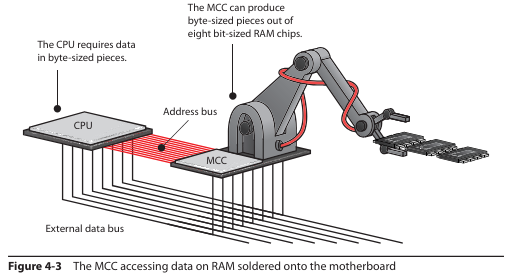 The MCC can produce
byte-sized pieces out of
eight bit-sized RAM chips.
The CPU requires data
in byte-sized pieces.
Address bus
CPU
MCC
External data bus
Figure 4-3 The MCC accessing data on RAM soldered onto the motherboard